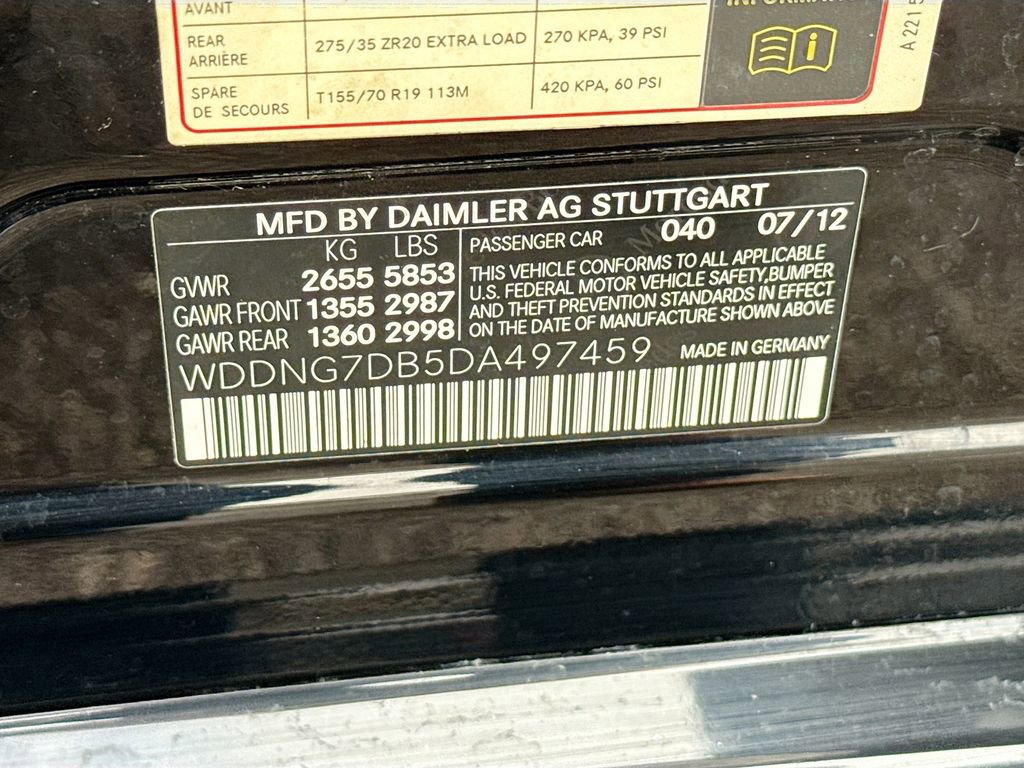 AVANT
REAR
ARRIÈRE
275/35 ZR20 EXTRA LOAD
270 KPA, 39 PSI
SPARE
DE SECOURS
T155/70 R19 113M
420 KPA, 60 PSI
A 221 5
MFD BY DAIMLER AG STUTTGART
KG LBS
GVWR 2655 5853
GAWR FRONT 1355 2987
GAWR REAR 1360 2998
PASSENGER CAR 040 07/12
THIS VEHICLE CONFORMS TO ALL APPLICABLE
U.S. FEDERAL MOTOR VEHICLE SAFETY,BUMPER
AND THEFT PREVENTION STANDARDS IN EFFECT
ON THE DATE OF MANUFACTURE SHOWN ABOVE
WDDNG7DB5DA497459
MADE IN GERMANY